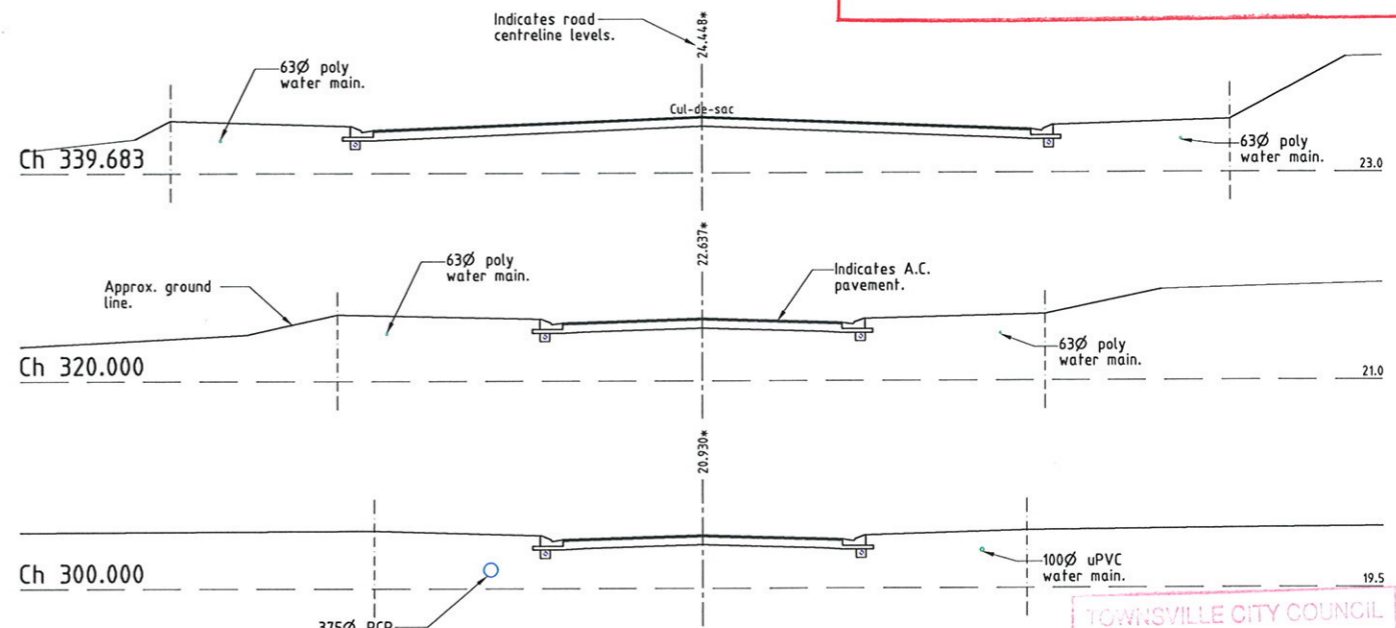 Indicates road
centreline levels.
24.448*
63Ø poly
water main.
Cul-de-sac
63Ø poly
water main.
Ch 339.683
23.0
22.637*
63Ø poly
water main.
Indicates A.C.
pavement.
Approx. ground
line.
63Ø poly
water main.
Ch 320.000
21.0
20.930*
100Ø uPVC
water main.
Ch 300.000
19.5
375Ø RCP
TOWNSVILLE CITY COUNCIL